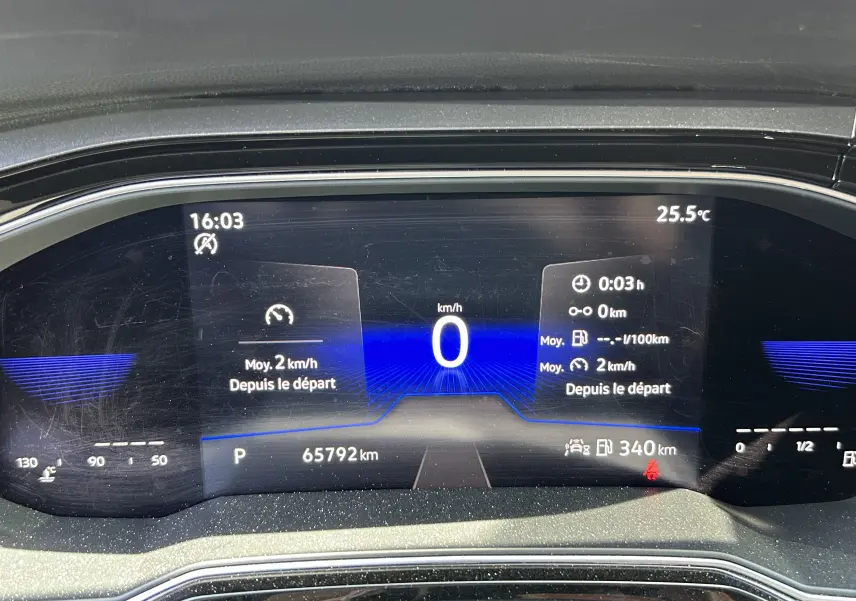 16:03
25.5°C
Moy. 2 km/h
Depuis le départ
km/h
0
0:03 h
0 km
Moy. --.- l/100km
Moy. 2 km/h
Depuis le départ
P
65792 km
340 km
130 90 50
°C
0 1/2